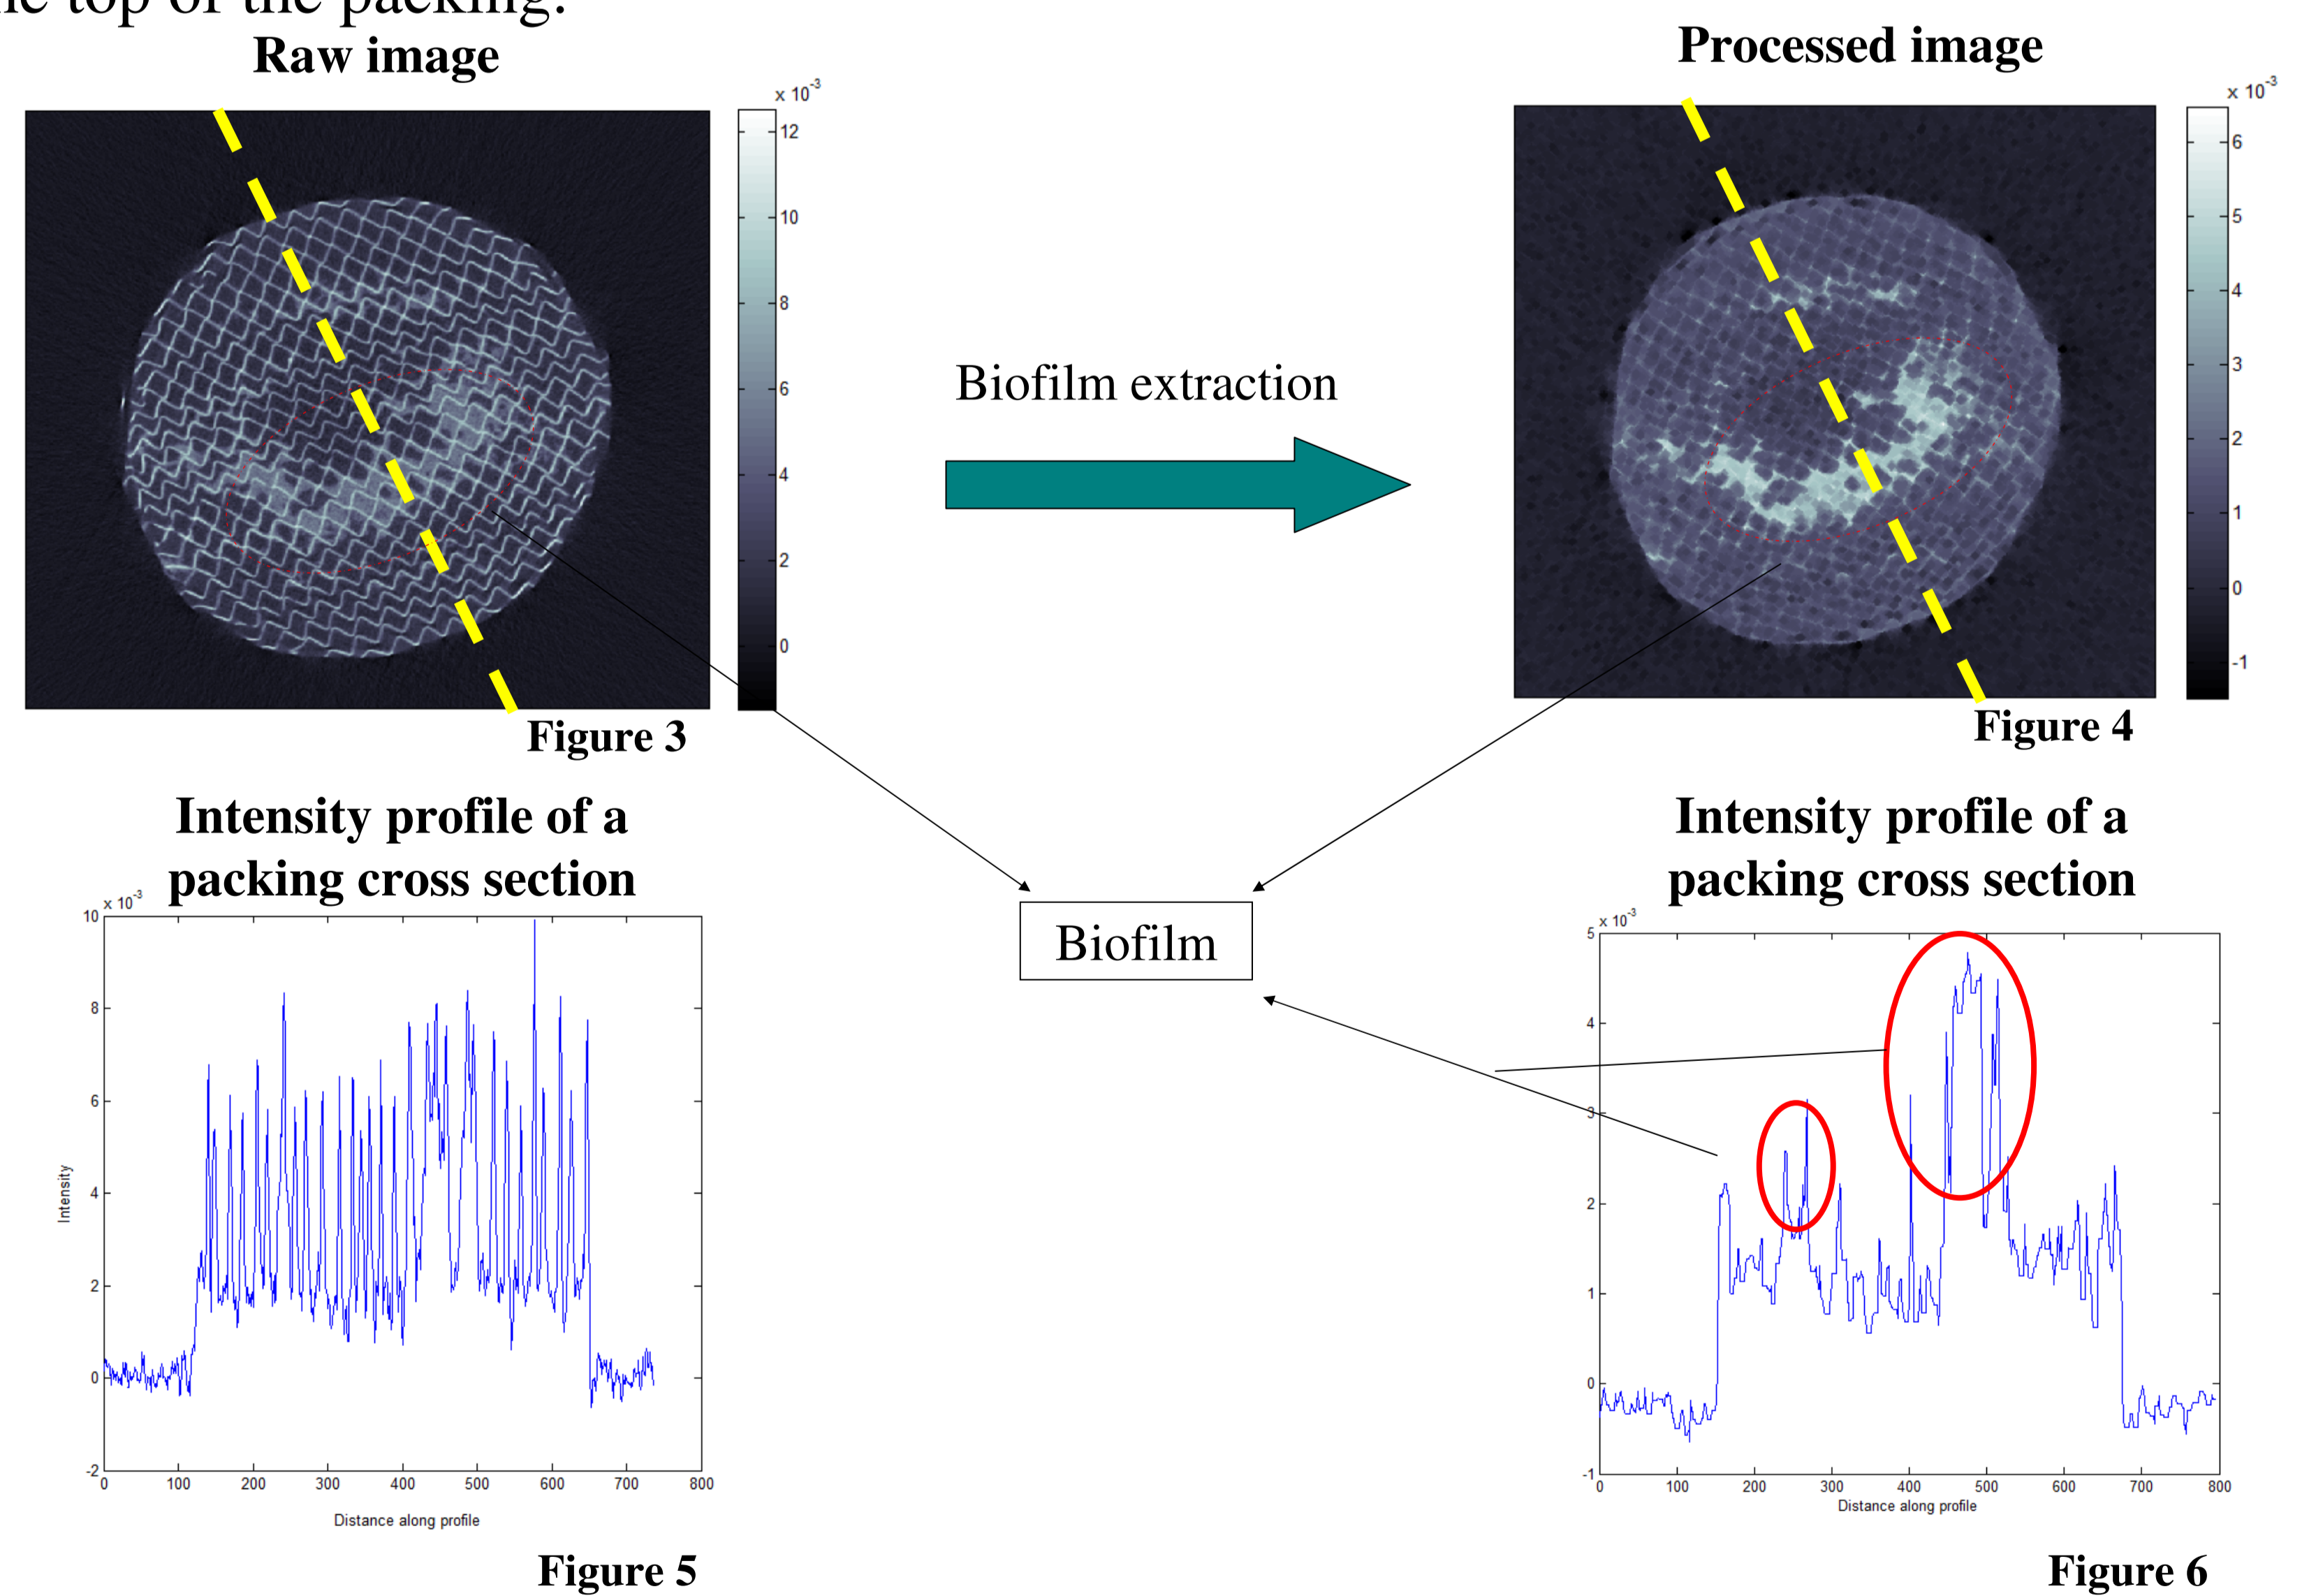 top of the packing.
Raw image
Processed image
x 10-3
12
10
8
6
4
2
0
x 10-3
6
5
4
3
2
1
0
-1
Biofilm extraction
Figure 3
Figure 4
Intensity profile of a
packing cross section
Intensity profile of a
packing cross section
Biofilm
x 10-3
10
8
6
4
2
0
-2
Intensity
0 100 200 300 400 500 600 700 800
Distance along profile
Figure 5
x 10-3
5
4
3
2
1
0
-1
0 100 200 300 400 500 600 700 800
Distance along profile
Figure 6